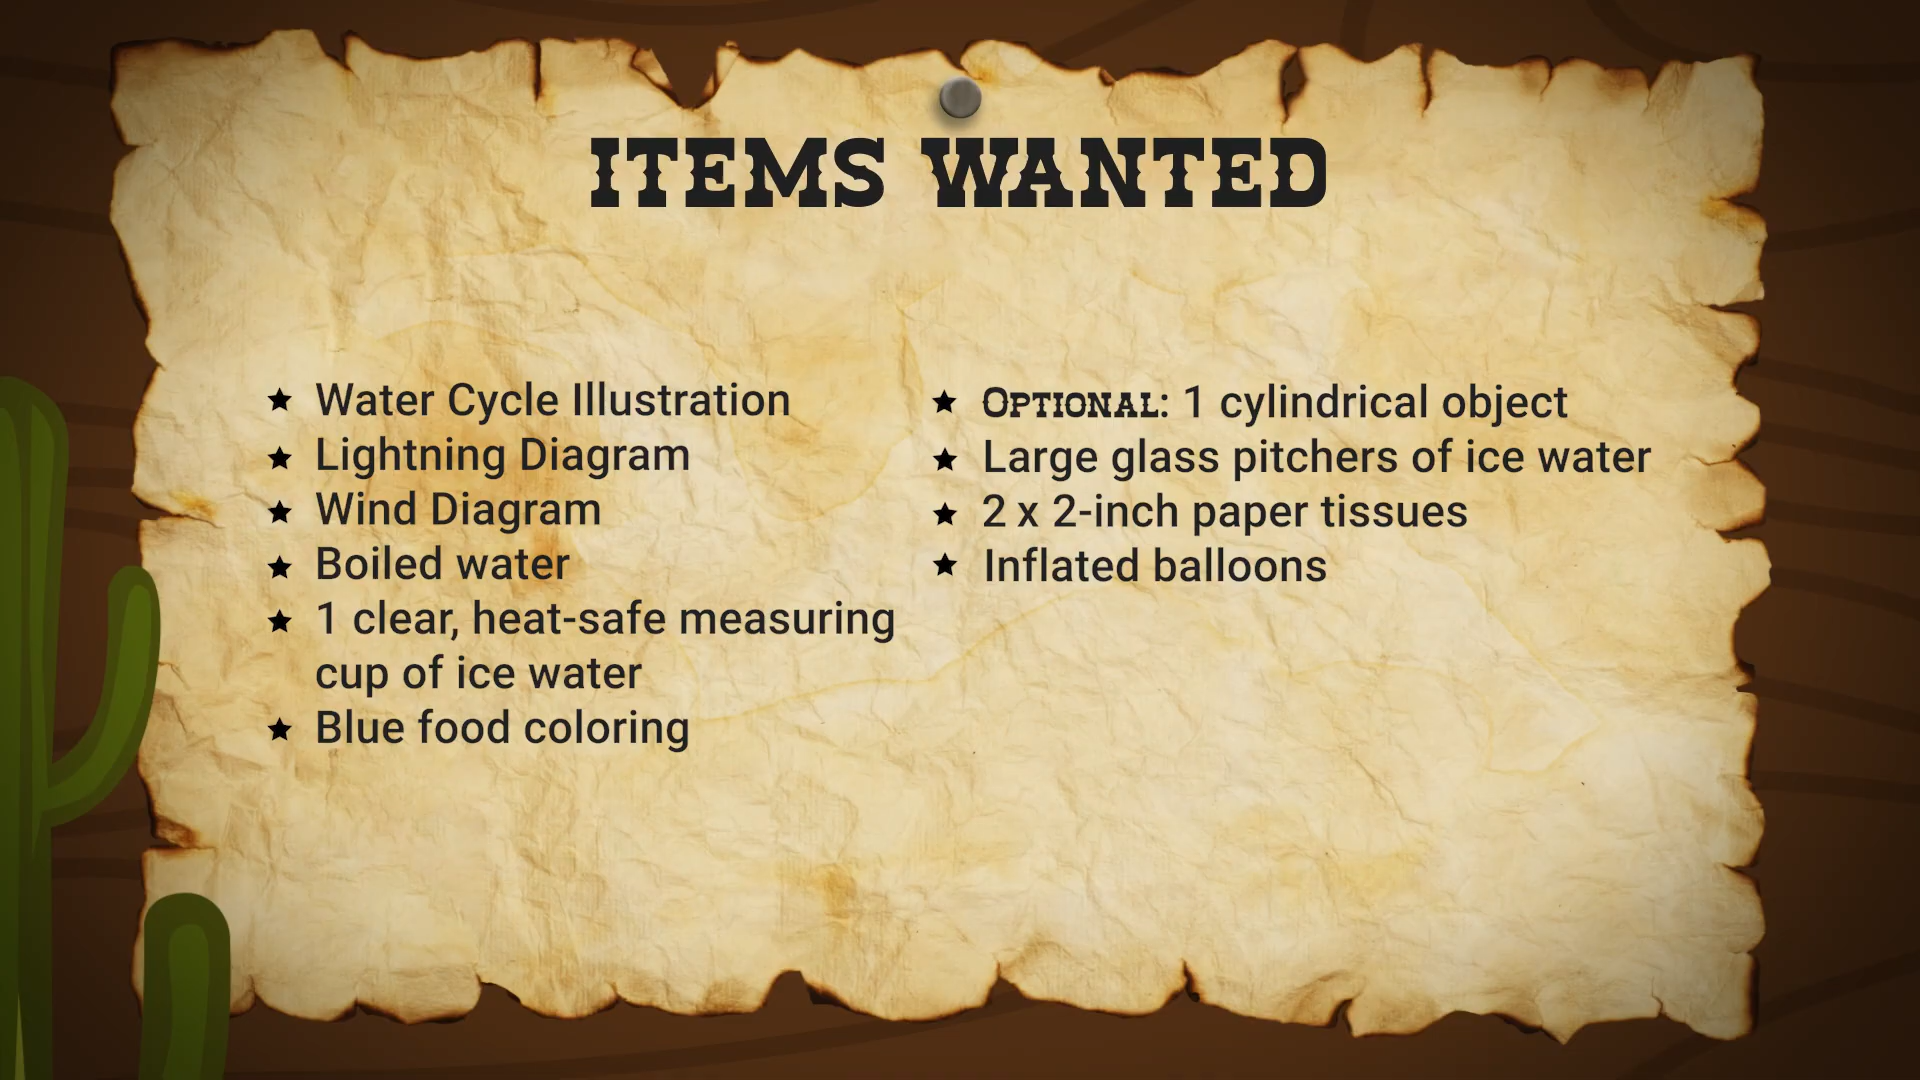 ITEMS WANTED
Water Cycle Illustration
Lightning Diagram
Wind Diagram
Boiled water
1 clear, heat-safe measuring
cup of ice water
Blue food coloring
OPTIONAL: 1 cylindrical object
Large glass pitchers of ice water
2 x 2-inch paper tissues
Inflated balloons